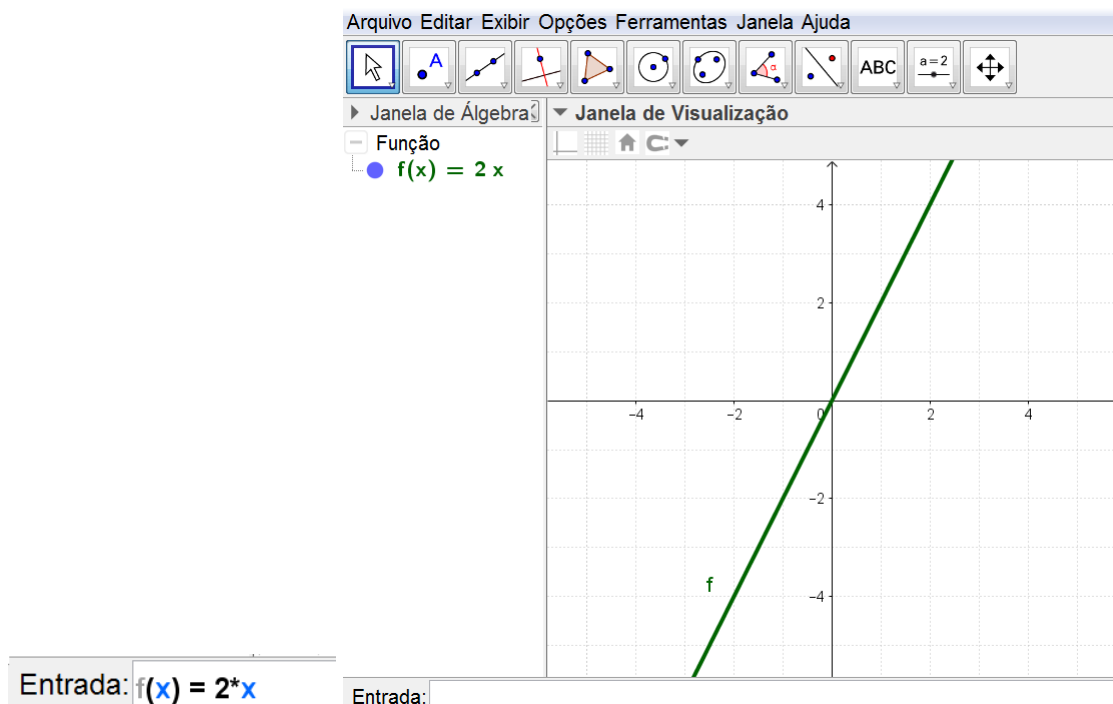 Arquivo Editar Exibir Opções Ferramentas Janela Ajuda
A
α
ABC
a=2
Janela de Álgebra
Janela de Visualização
Função
f(x) = 2 x
4
2
−4
−2
0
2
4
−2
f
−4
Entrada: f(x) = 2*x
Entrada: